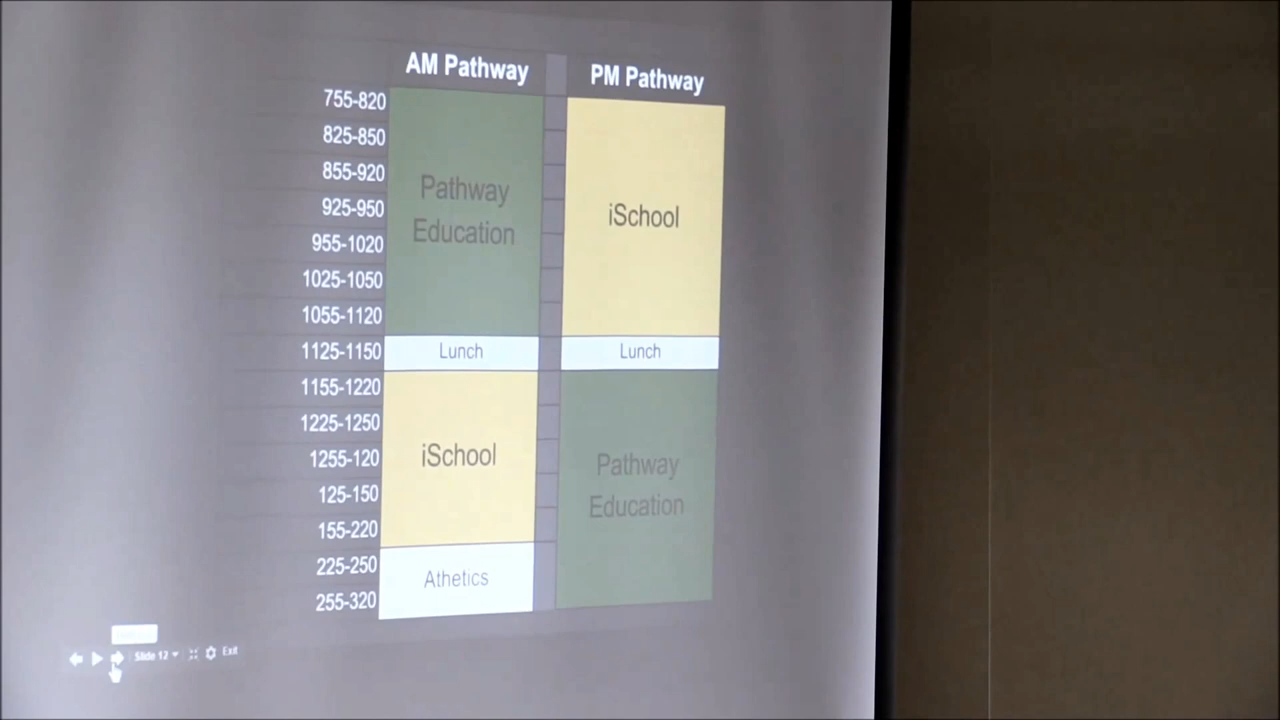 AM Pathway PM Pathway
755-820
825-850
855-920
925-950
955-1020
1025-1050
1055-1120
1125-1150
1155-1220
1225-1250
1255-120
125-150
155-220
225-250
255-320
Pathway
Education
Lunch
iSchool
Athetics
iSchool
Lunch
Pathway
Education
Slide 12 Exit